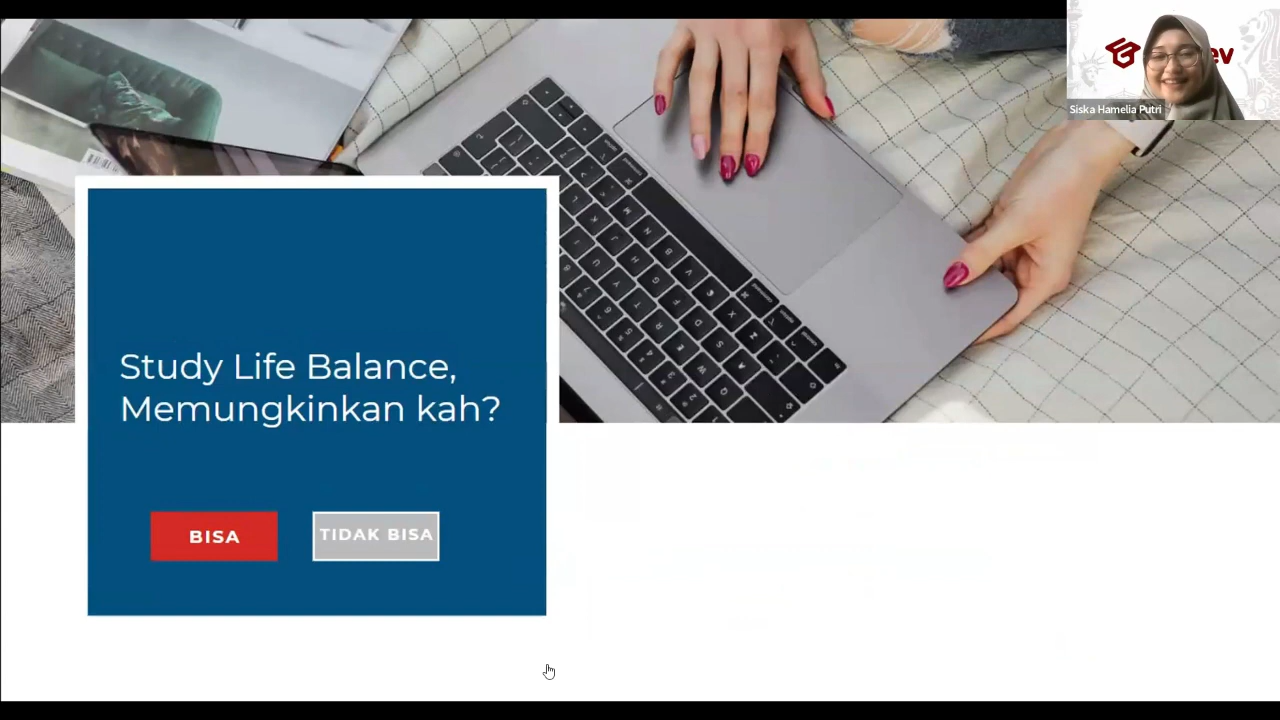 Siska Hamelia Putri
Study Life Balance,
Memungkinkan kah?
BISA
TIDAK BISA